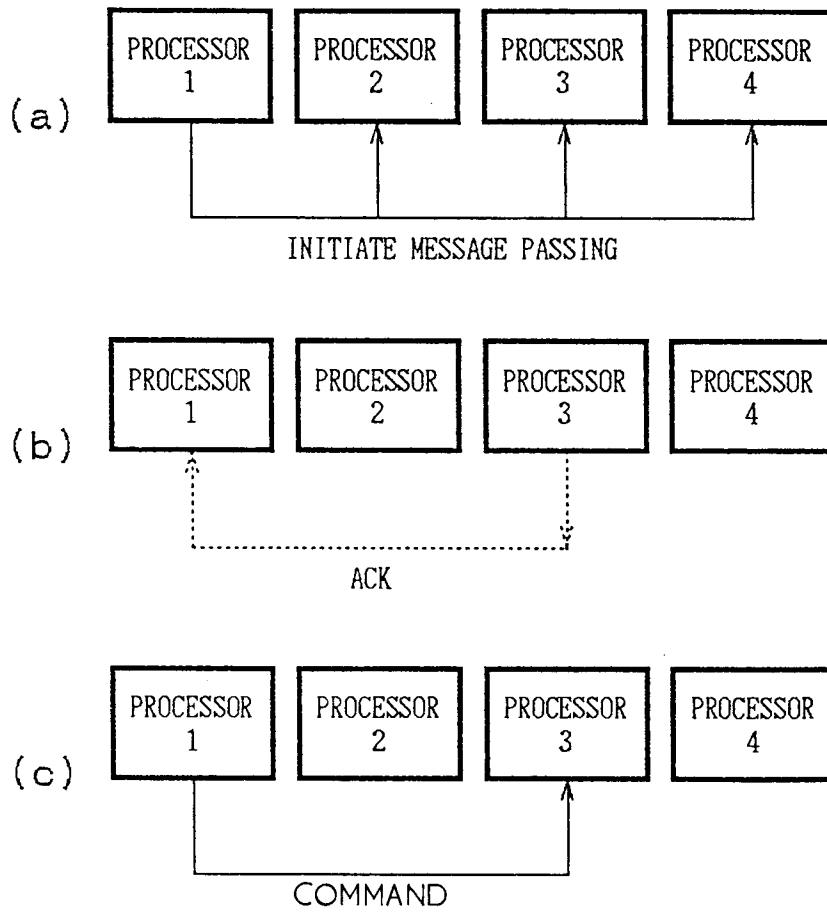 PROCESSOR 1
PROCESSOR 2
PROCESSOR 3
PROCESSOR 4
(a)
INITIATE MESSAGE PASSING
PROCESSOR 1
PROCESSOR 2
PROCESSOR 3
PROCESSOR 4
(b)
ACK
PROCESSOR 1
PROCESSOR 2
PROCESSOR 3
PROCESSOR 4
(c)
COMMAND